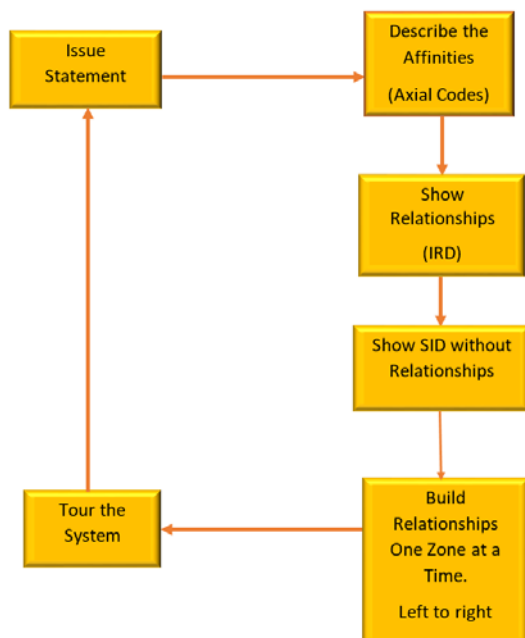 Issue
Statement
Describe the
Affinities
(Axial Codes)
Show
Relationships
(IRD)
Show SID without
Relationships
Build
Relationships
One Zone at a
Time.
Left to right
Tour the
System